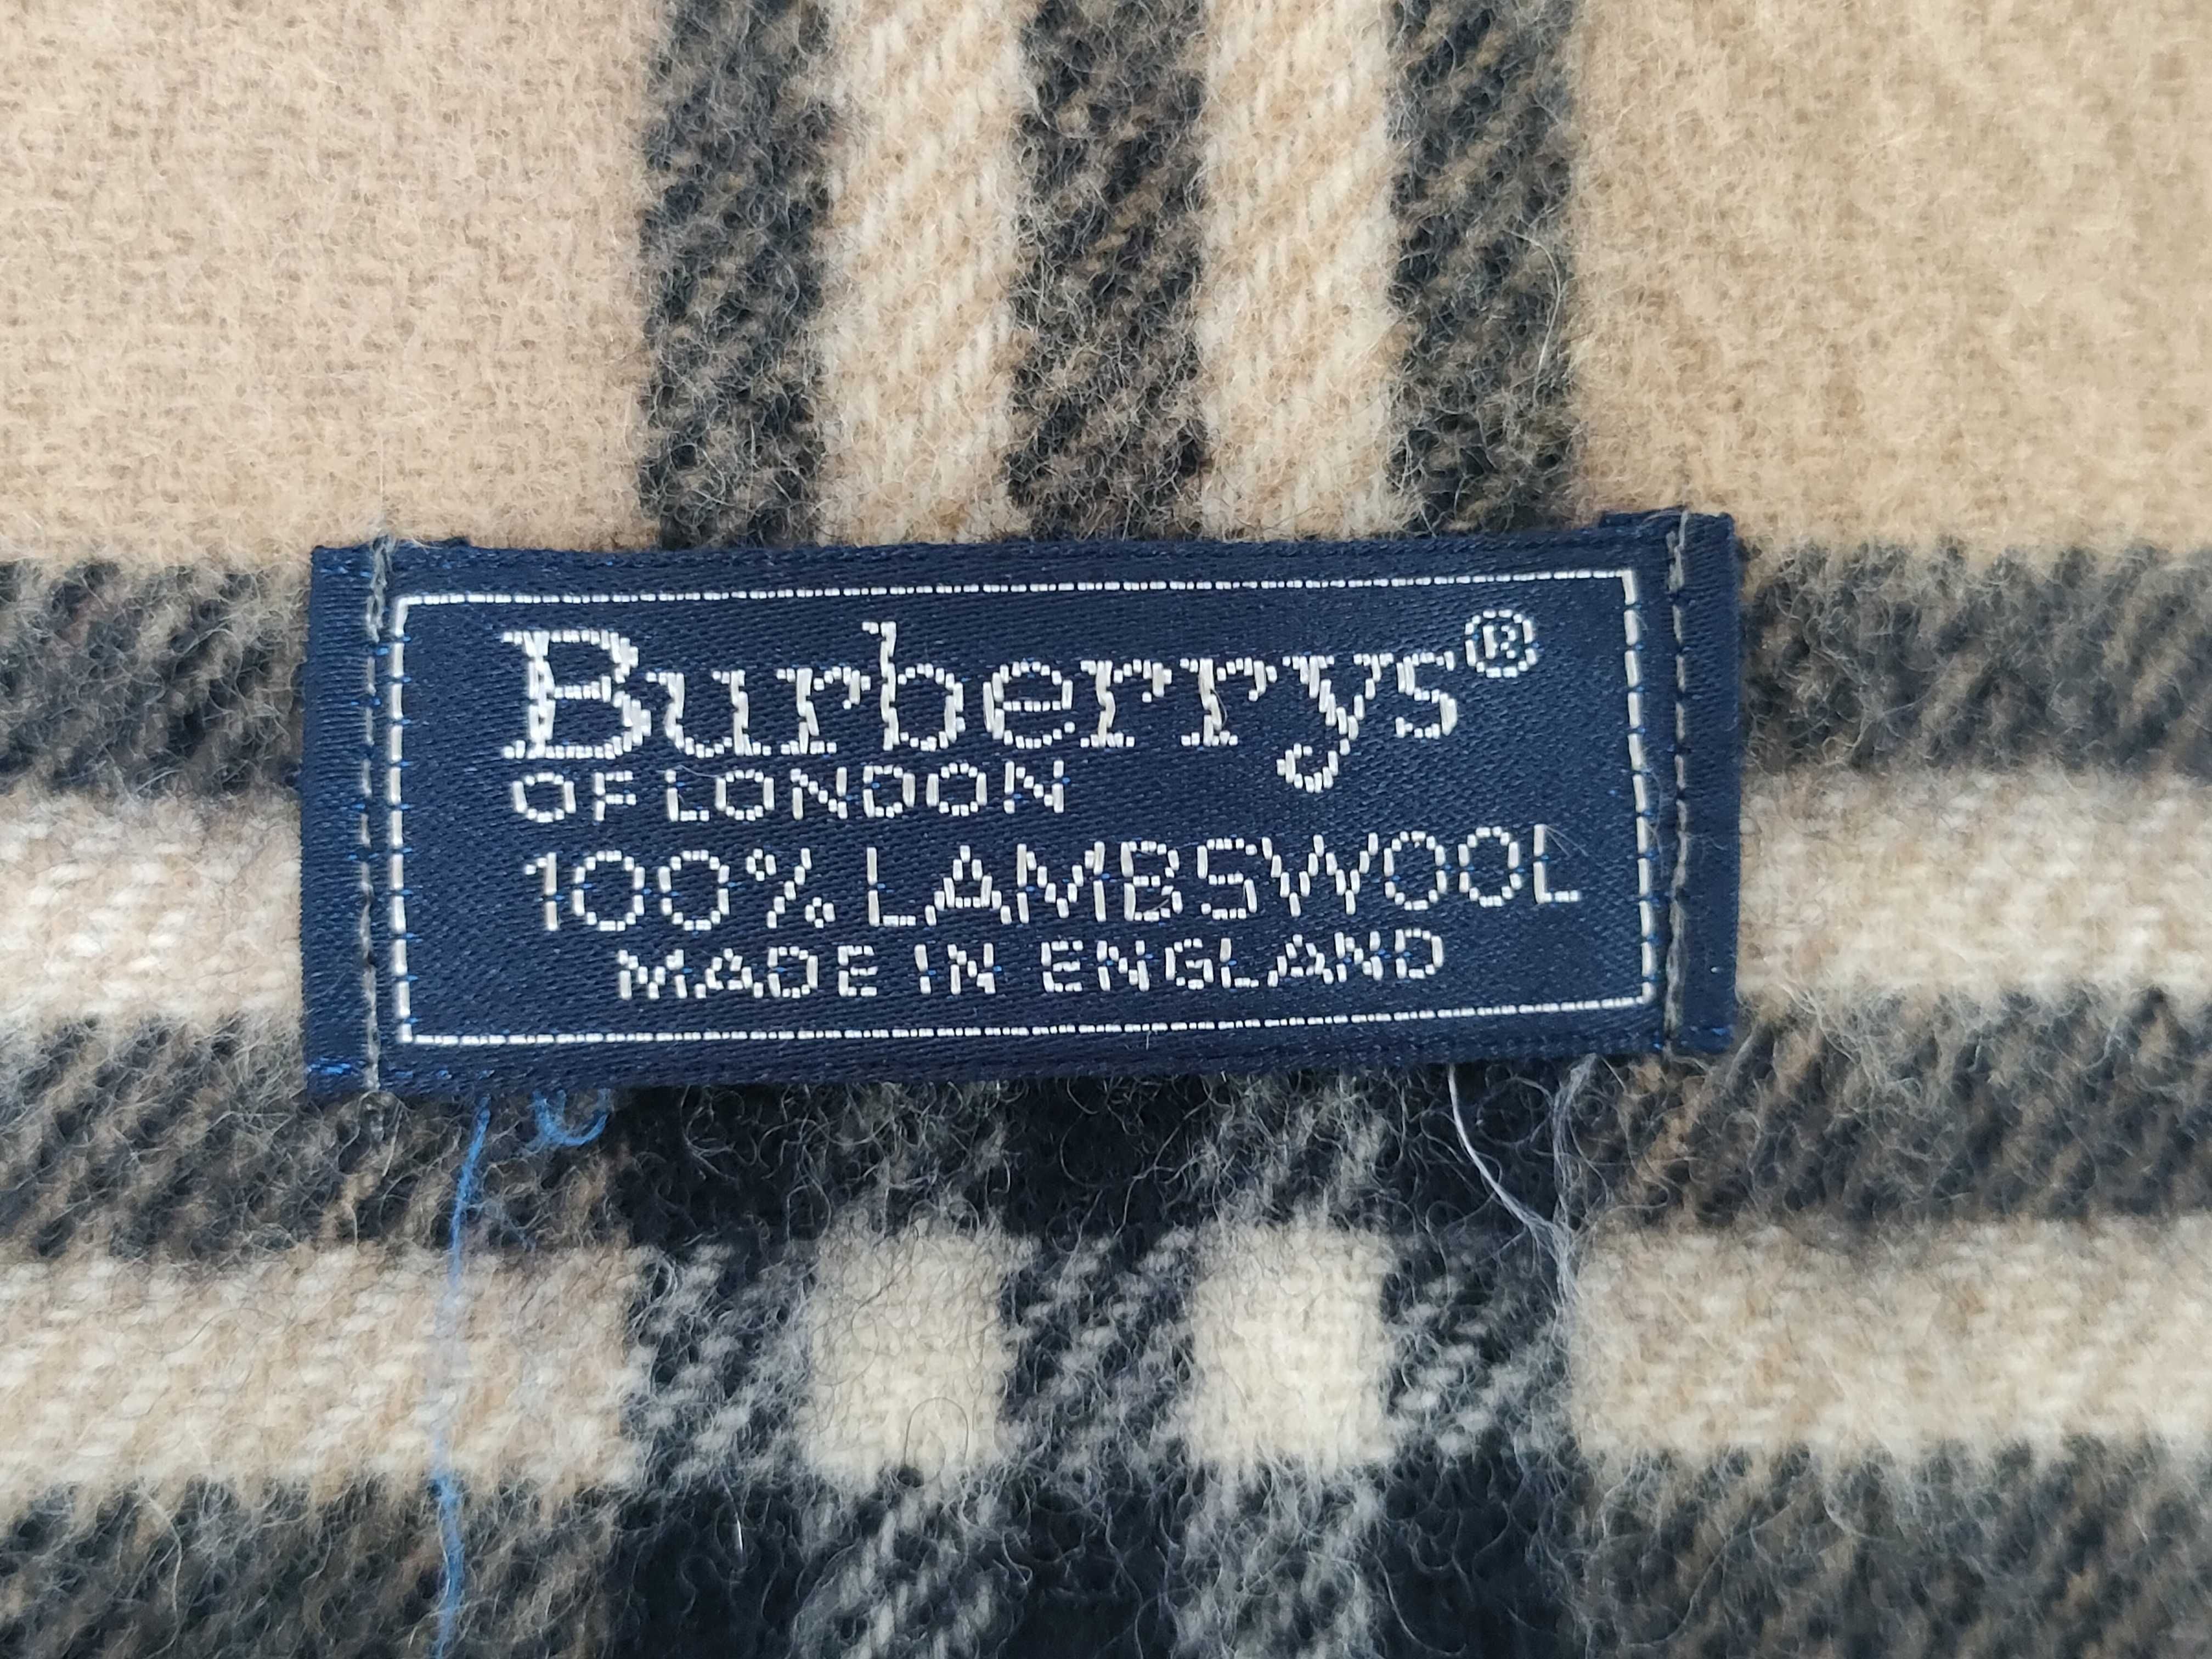 Burberrys®
OF LONDON
100% LAMBSWOOL
MADE IN ENGLAND